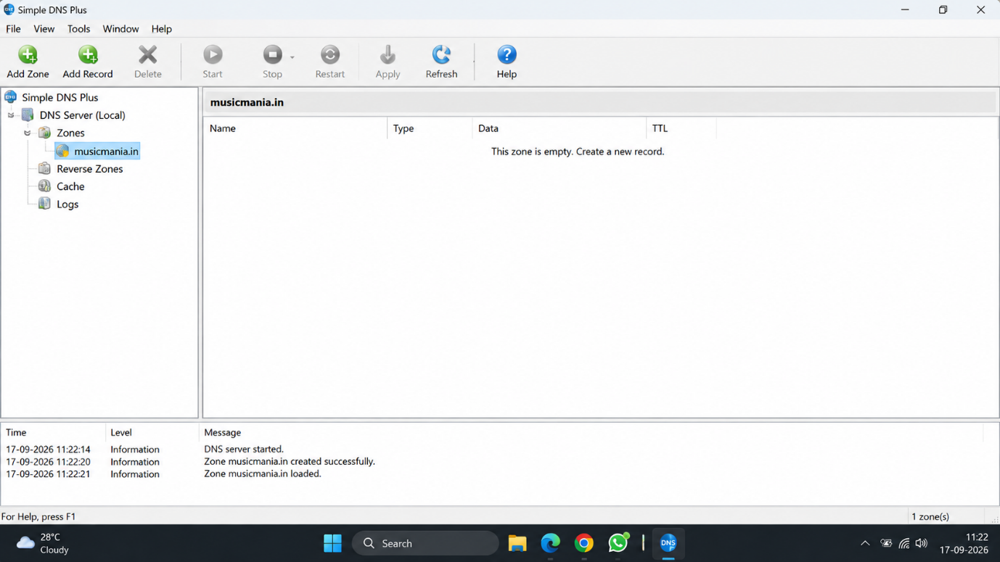 Simple DNS Plus
File View Tools Window Help
Add Zone Add Record Delete Start Stop Restart Apply Refresh Help
Simple DNS Plus
DNS Server (Local)
Zones
musicmania.in
Reverse Zones
Cache
Logs
musicmania.in
Name Type Data TTL
This zone is empty. Create a new record.
Time Level Message
17-09-2026 11:22:14 Information DNS server started.
17-09-2026 11:22:20 Information Zone musicmania.in created successfully.
17-09-2026 11:22:21 Information Zone musicmania.in loaded.
For Help, press F1 1 zone(s)
28°C
Cloudy
Search
DNS
11:22
17-09-2026